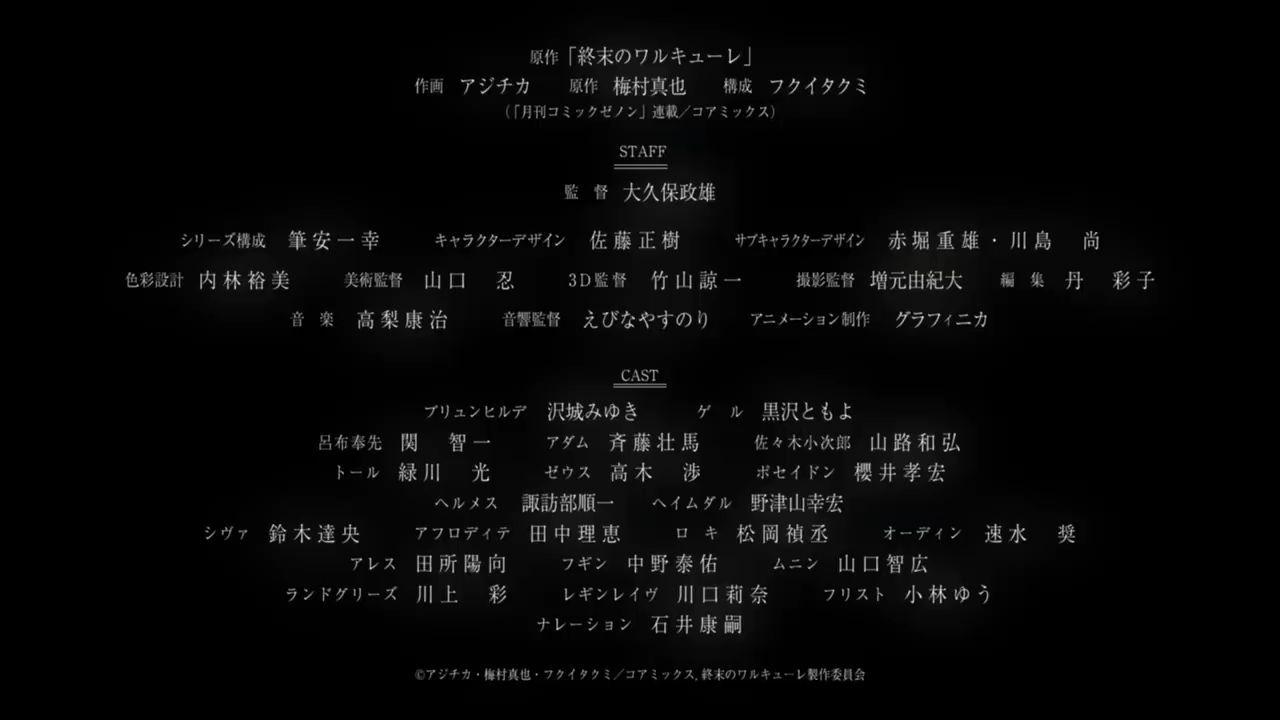 原作「終末のワルキューレ」
作画 アジチカ 原作 梅村真也 構成 フクイタクミ
（「月刊コミックゼノン」連載／コアミックス）
STAFF
監 督 大久保政雄
シリーズ構成 筆安一幸 キャラクターデザイン 佐藤正樹 サブキャラクターデザイン 赤堀重雄・川島 尚
色彩設計 内林裕美 美術監督 山口 忍 3D監督 竹山諒一 撮影監督 増元由紀大 編 集 丹 彩子
音 楽 高梨康治 音響監督 えびなやすのり アニメーション制作 グラフィニカ
CAST
ブリュンヒルデ 沢城みゆき ゲ ル 黒沢ともよ
呂布奉先 関 智一 アダム 斉藤壮馬 佐々木小次郎 山路和弘
トール 緑川 光 ゼウス 高木 渉 ポセイドン 櫻井孝宏
ヘルメス 諏訪部順一 ヘイムダル 野津山幸宏
シヴァ 鈴木達央 アフロディテ 田中理恵 ロ キ 松岡禎丞 オーディン 速水 奨
アレス 田所陽向 フギン 中野泰佑 ムニン 山口智広
ランドグリーズ 川上 彩 レギンレイヴ 川口莉奈 フリスト 小林ゆう
ナレーション 石井康嗣
©アジチカ・梅村真也・フクイタクミ／コアミックス, 終末のワルキューレ製作委員会